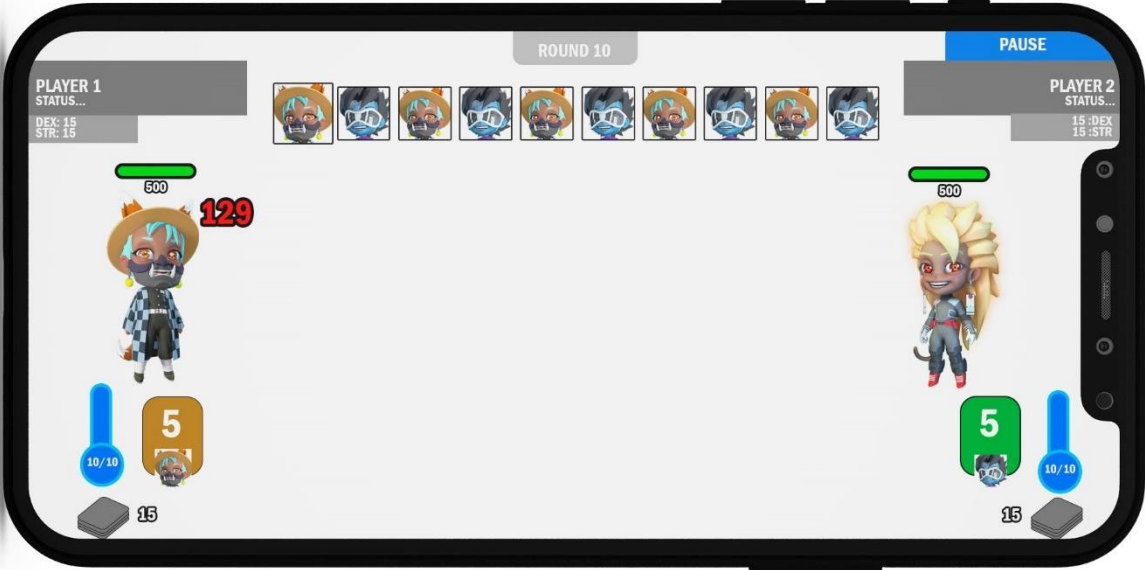 ROUND 10
PAUSE
PLAYER 1
STATUS...
DEX: 15
STR: 15
PLAYER 2
STATUS...
15 :DEX
15 :STR
500
129
500
5
10/10
15
5
10/10
15